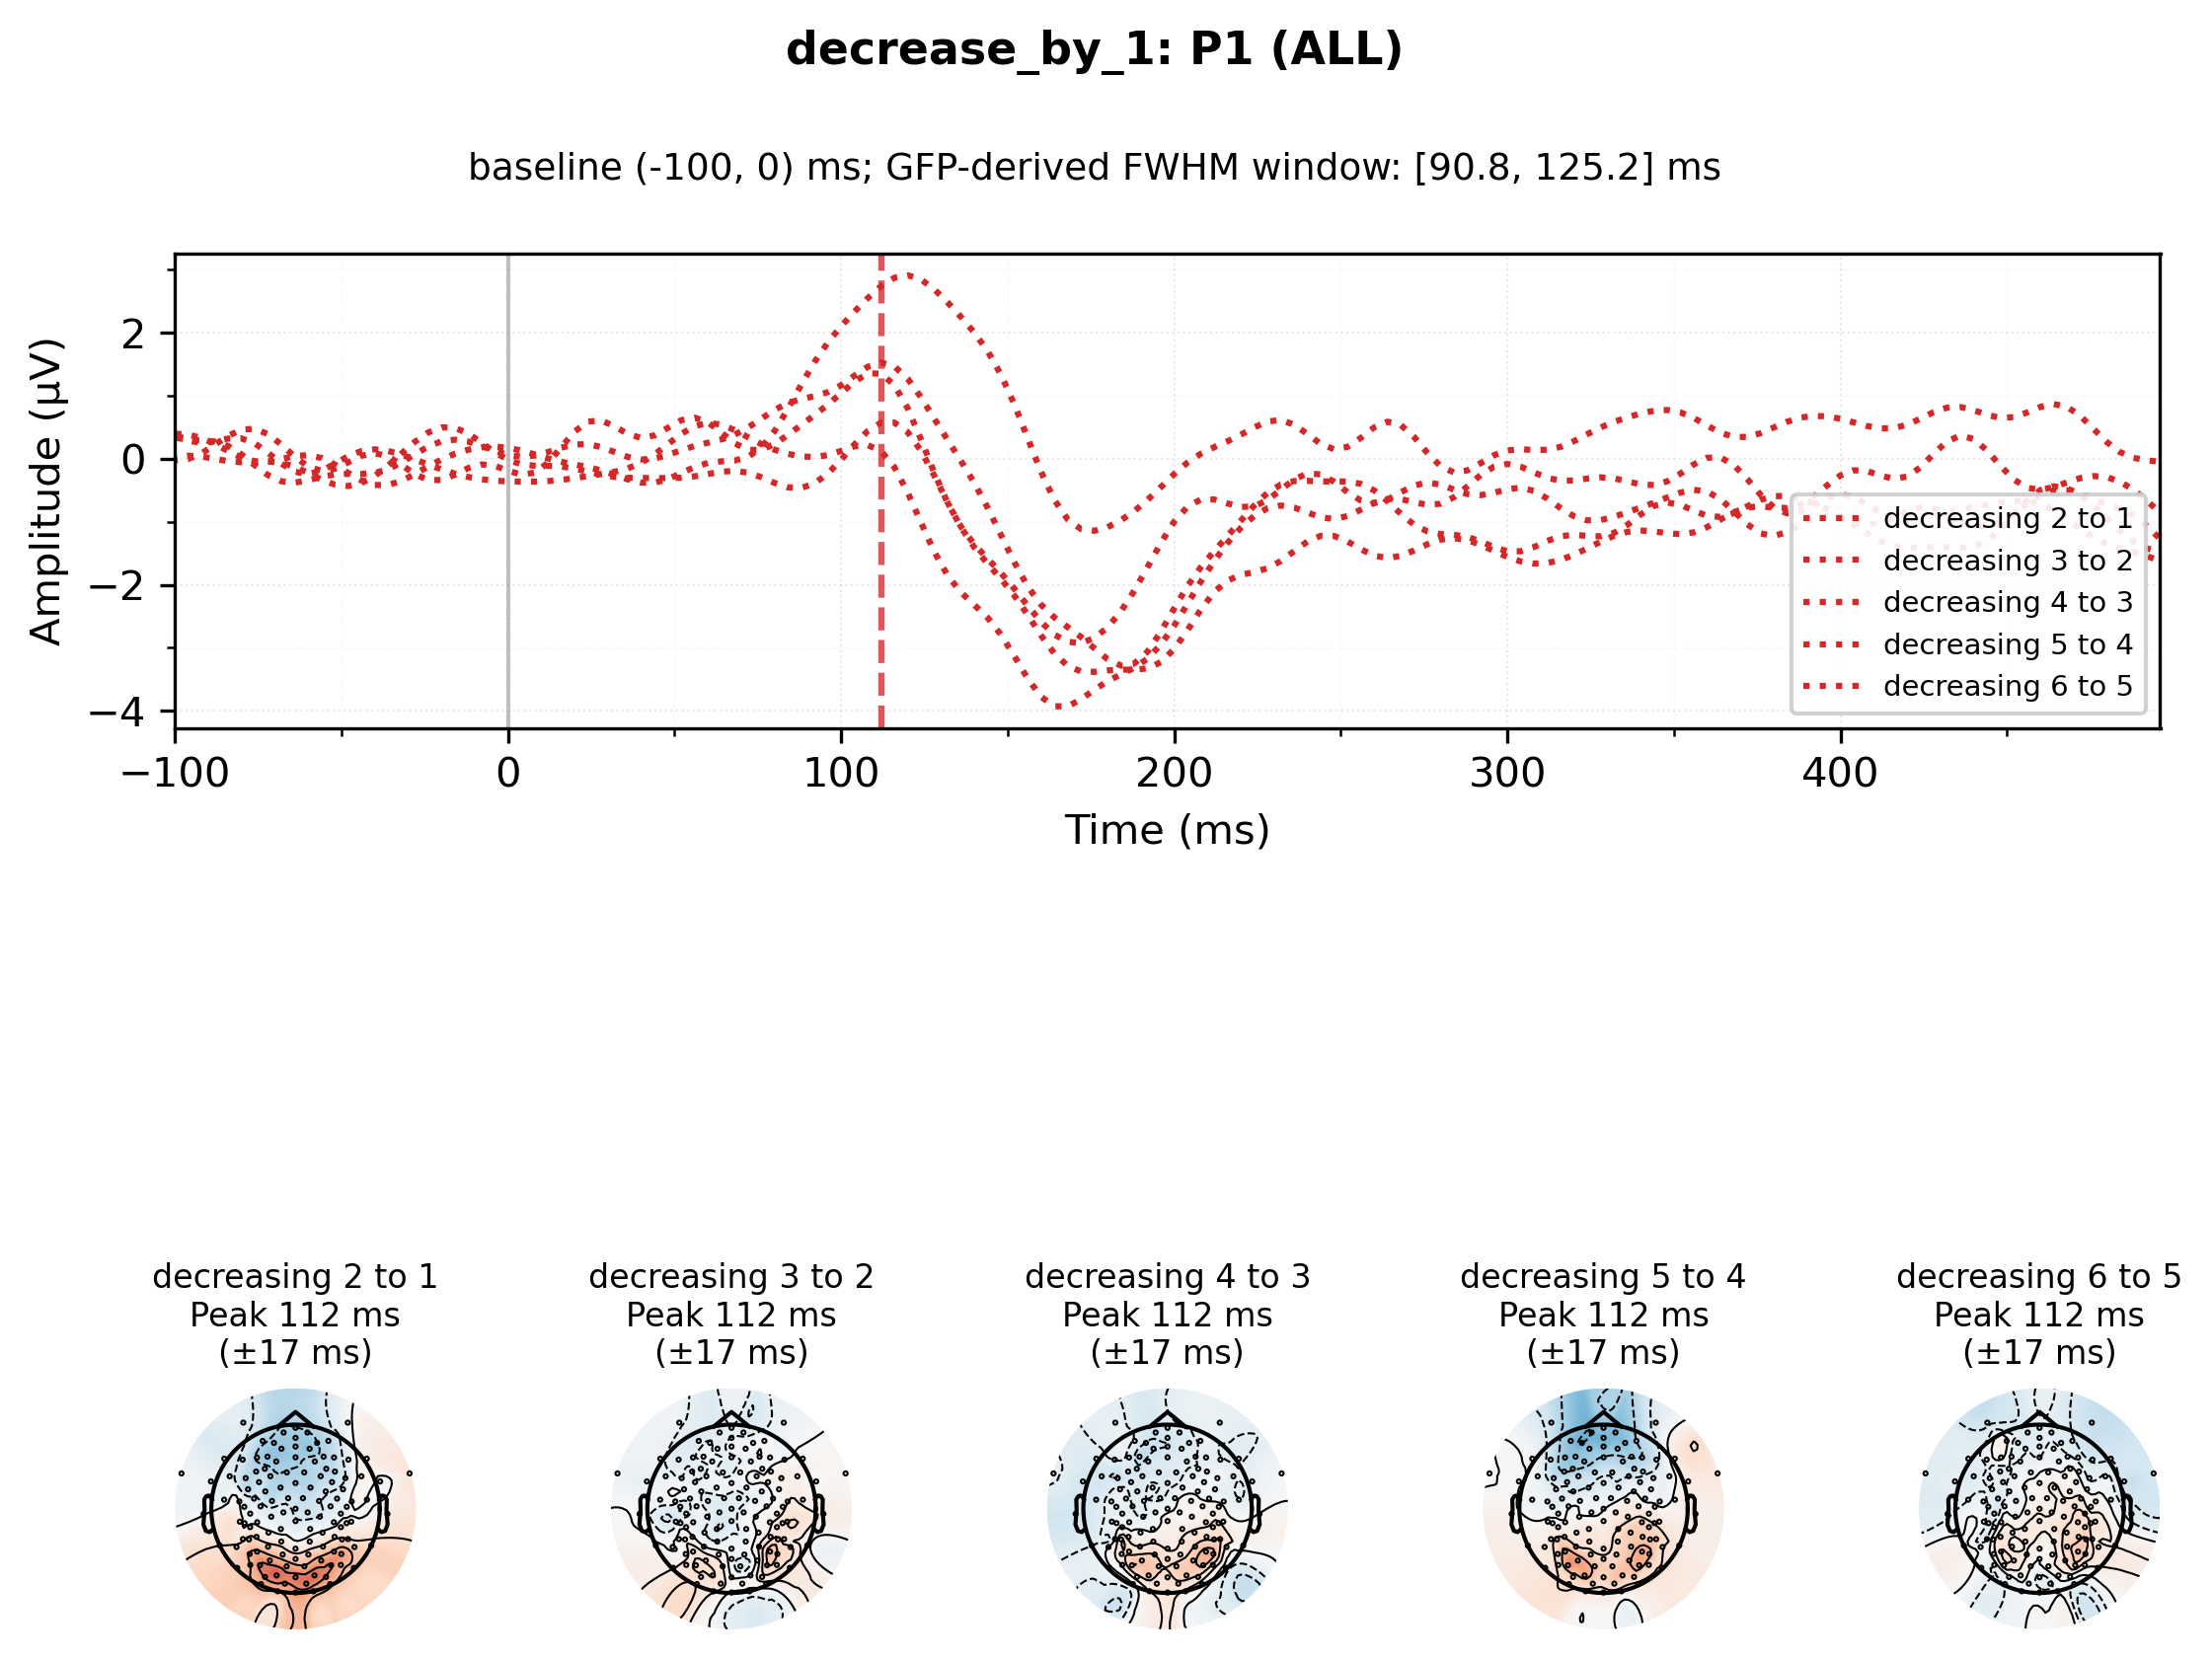 decrease_by_1: P1 (ALL)
baseline (-100, 0) ms; GFP-derived FWHM window: [90.8, 125.2] ms
Amplitude (µV)
2
0
−2
−4
decreasing 2 to 1
decreasing 3 to 2
decreasing 4 to 3
decreasing 5 to 4
decreasing 6 to 5
−100 0 100 200 300 400
Time (ms)
decreasing 2 to 1 decreasing 3 to 2 decreasing 4 to 3 decreasing 5 to 4 decreasing 6 to 5
Peak 112 ms Peak 112 ms Peak 112 ms Peak 112 ms Peak 112 ms
(±17 ms) (±17 ms) (±17 ms) (±17 ms) (±17 ms)